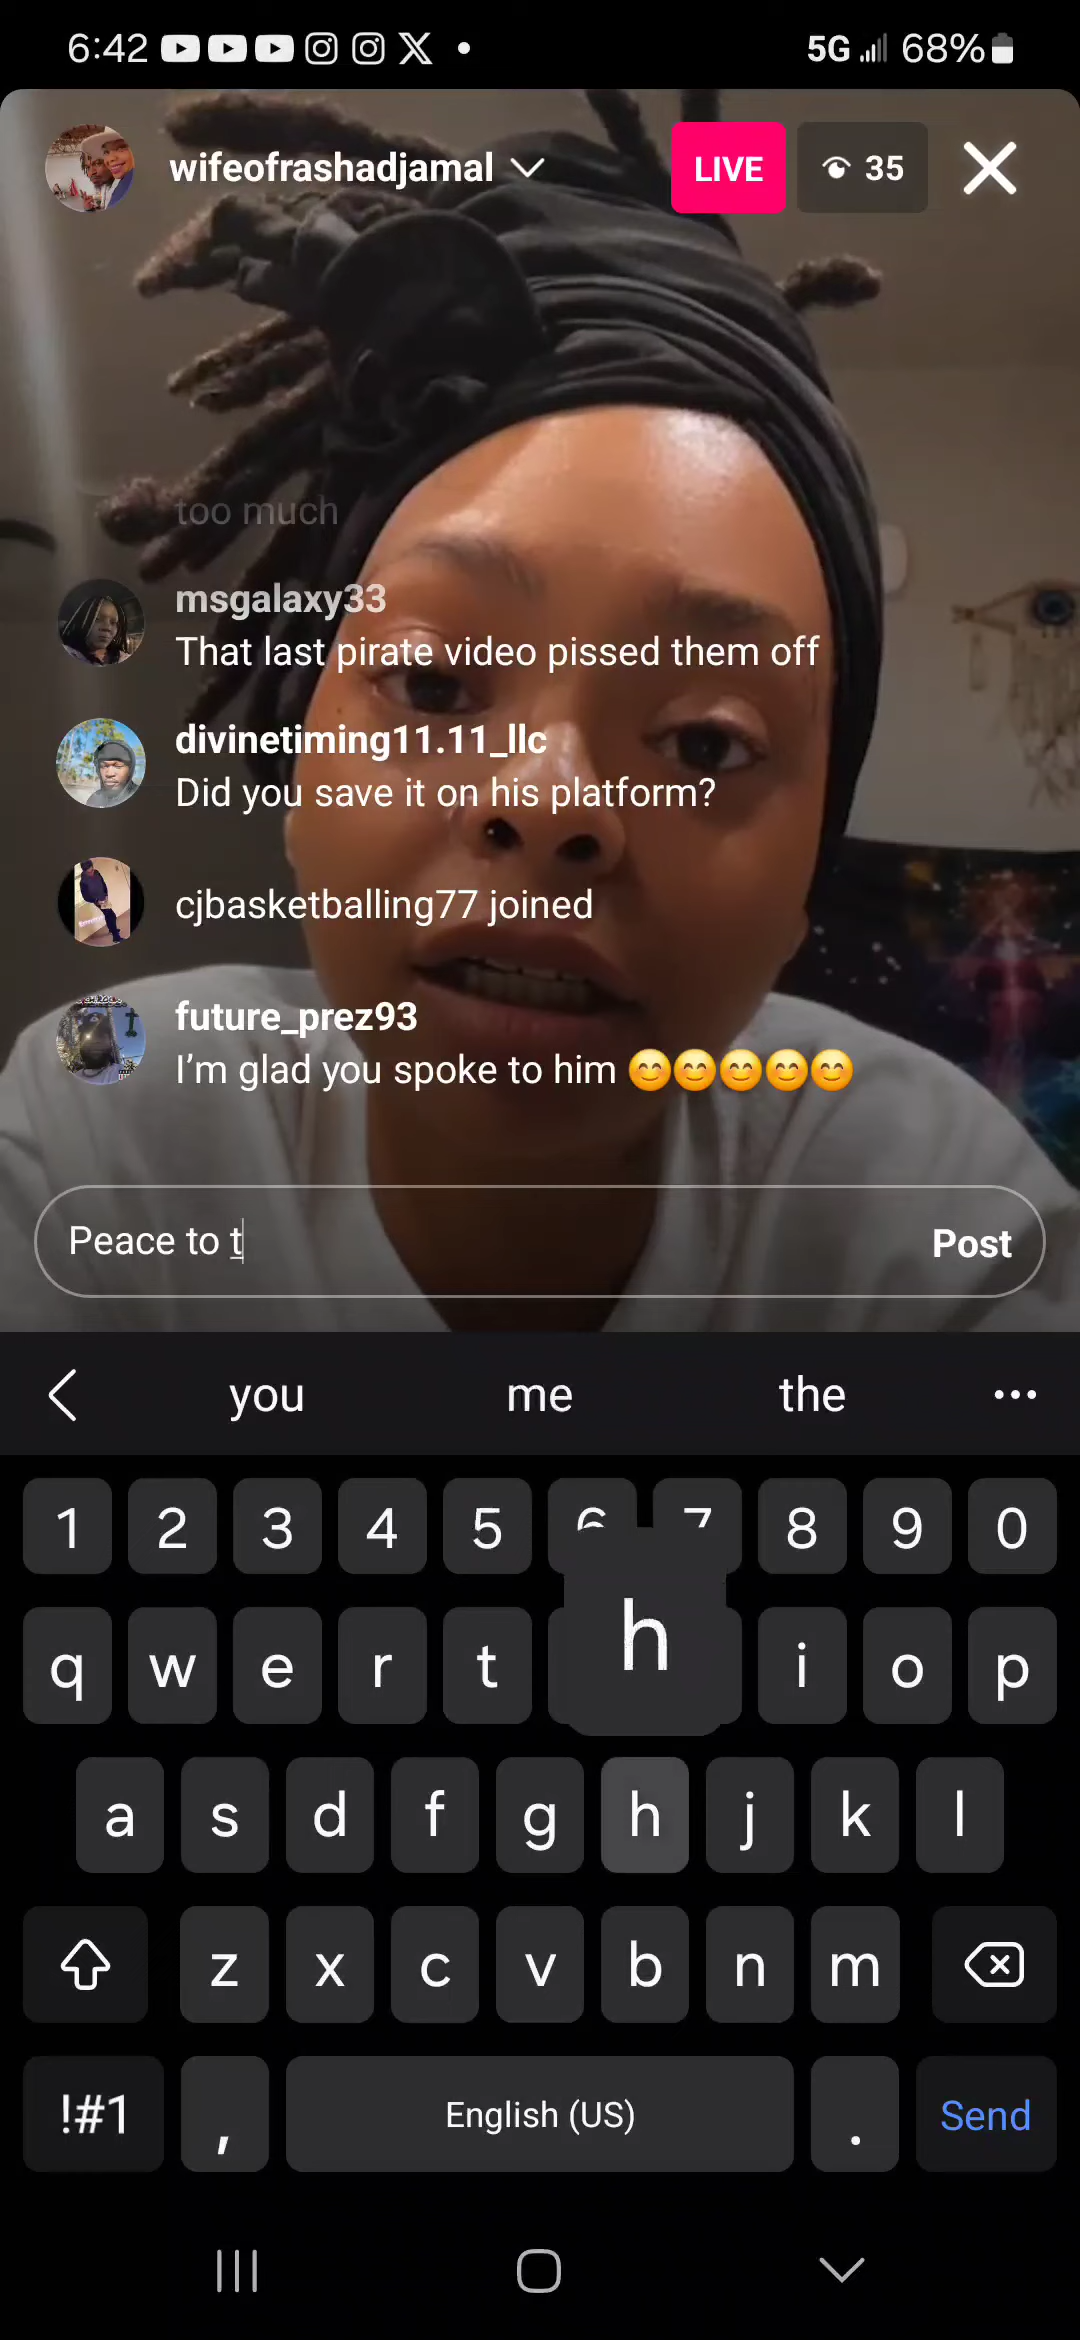 6:42
5G 68%
wifeofrashadjamal
LIVE
35
too much
msgalaxy33
That last pirate video pissed them off
divinetiming11.11_llc
Did you save it on his platform?
cjbasketballing77 joined
future_prez93
I’m glad you spoke to him 😊😊😊😊😊
Peace to t
Post
you me the
1 2 3 4 5 6 7 8 9 0
h
q w e r t i o p
a s d f g h j k l
z x c v b n m
!#1 , English (US) . Send